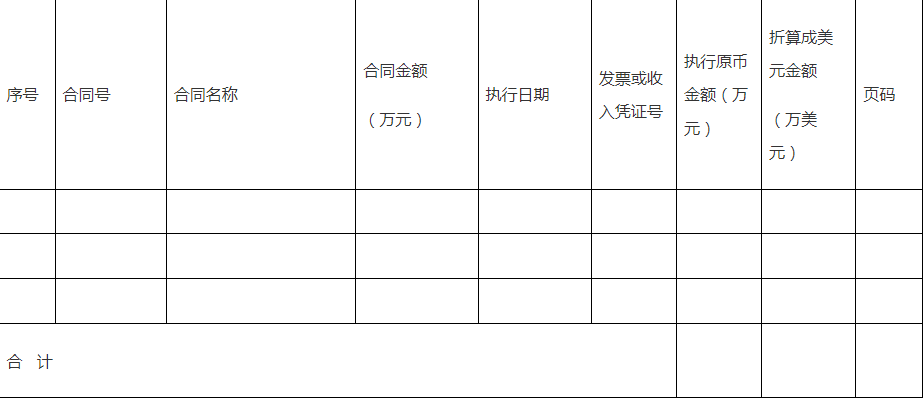 序号
合同号
合同名称
合同金额
（万元）
执行日期
发票或收
入凭证号
执行原币
金额（万
元）
折算成美
元金额
（万美
元）
页码
合 计